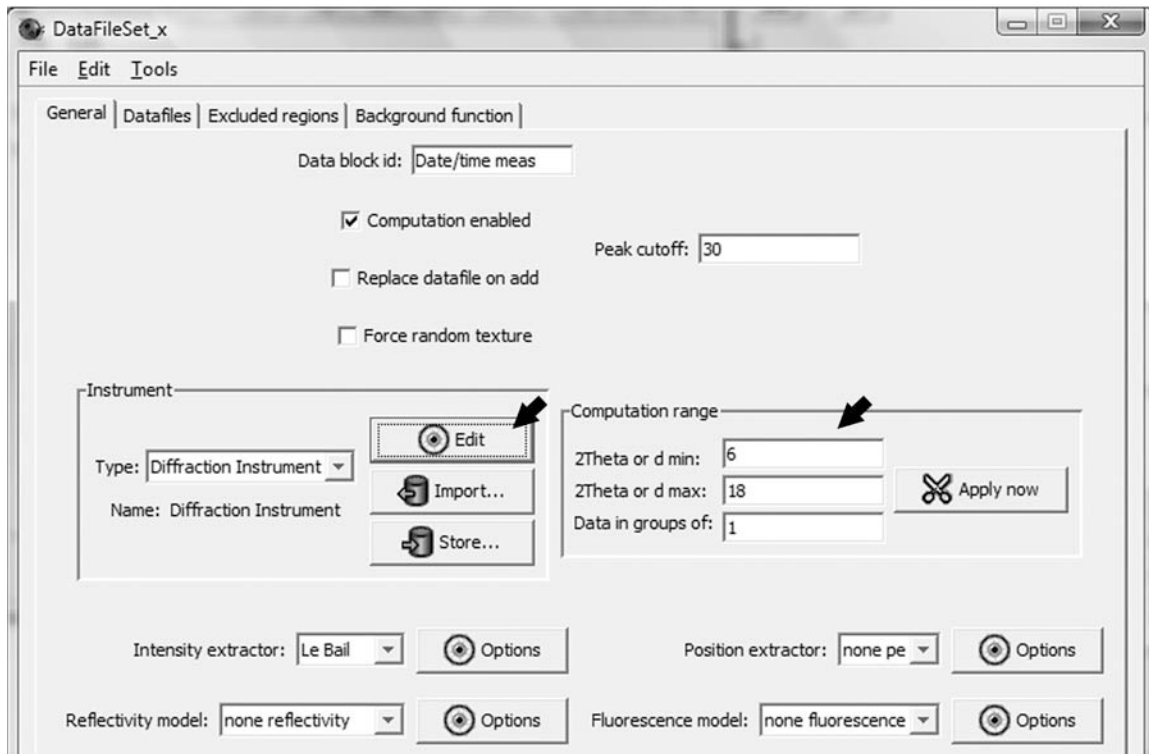 DataFileSet_x
File Edit Tools
General Datafiles Excluded regions Background function
Data block id: Date/time meas
Computation enabled
Peak cutoff: 30
Replace datafile on add
Force random texture
Instrument
Edit
Type: Diffraction Instrument
Import...
Name: Diffraction Instrument
Store...
Computation range
2Theta or d min: 6
2Theta or d max: 18
Apply now
Data in groups of: 1
Intensity extractor: Le Bail Options Position extractor: none pe Options
Reflectivity model: none reflectivity Options Fluorescence model: none fluorescence Options